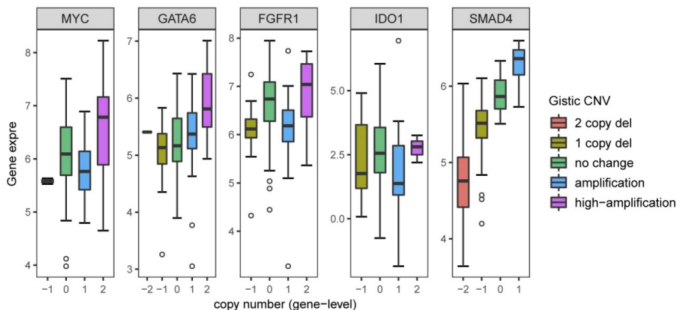 MYC GATA6 FGFR1 IDO1 SMAD4
Gene expre
8
7
6
5
4
−1 0 1 2
7
6
5
4
3
−2 −1 0 1 2
8
7
6
5
4
−1 0 1 2
5.0
2.5
0.0
−1 0 1 2
6
5
4
−2 −1 0 1
copy number (gene−level)
Gistic CNV
2 copy del
1 copy del
no change
amplification
high−amplification